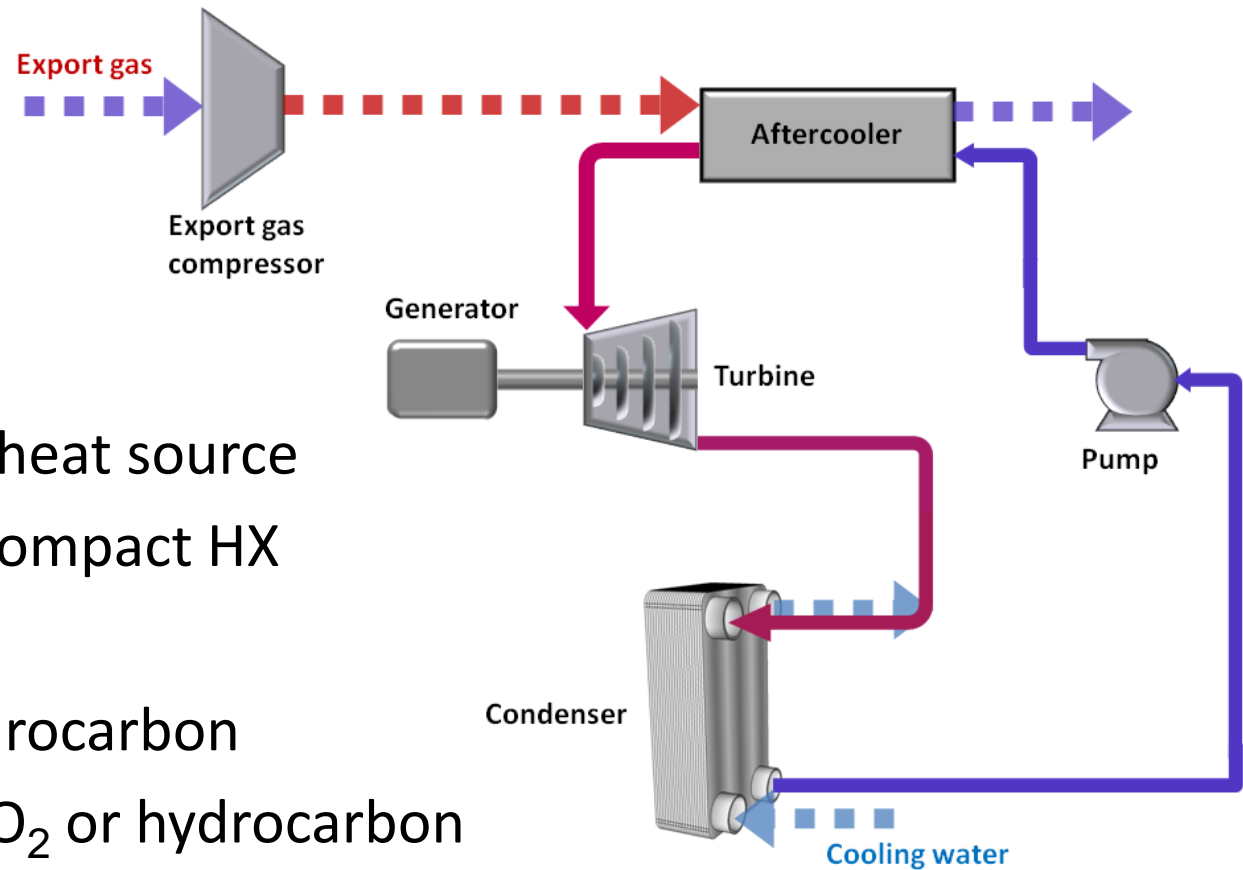 Export gas
Aftercooler
Export gas
compressor
Generator
Turbine
Pump
heat source
ompact HX
Condenser
rocarbon
O₂ or hydrocarbon
Cooling water